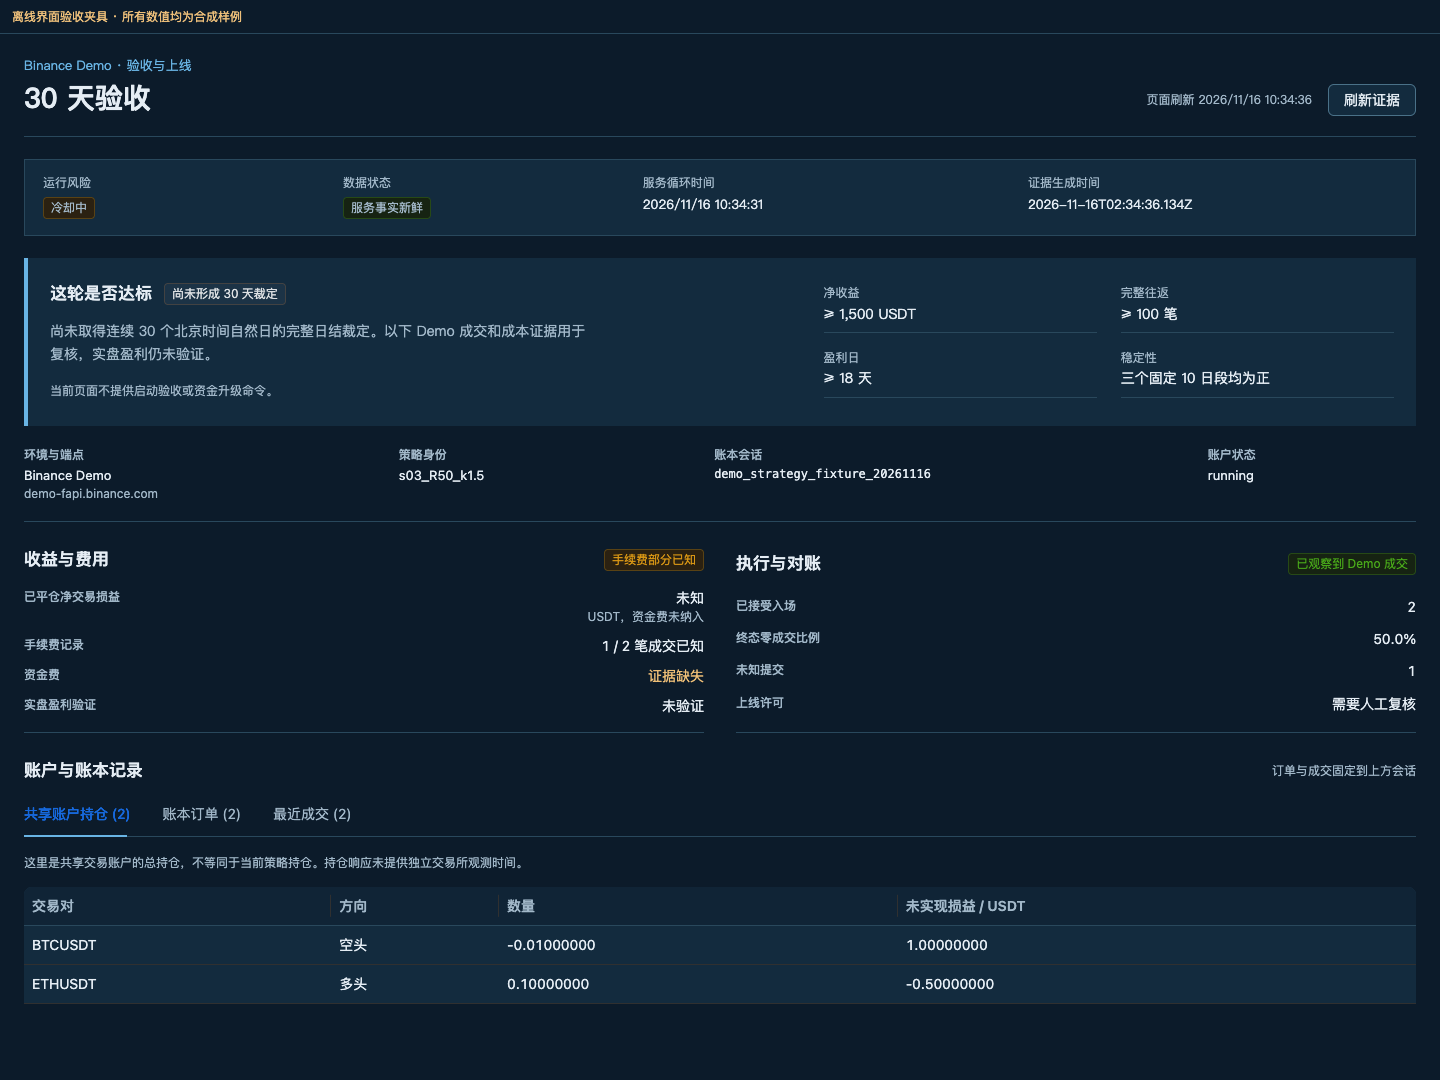 离线界面验收夹具 · 所有数值均为合成样例
Binance Demo · 验收与上线
30 天验收
页面刷新 2026/11/16 10:34:36
刷新证据
运行风险
冷却中
数据状态
服务事实新鲜
服务循环时间
2026/11/16 10:34:31
证据生成时间
2026-11-16T02:34:36.134Z
这轮是否达标
尚未形成 30 天裁定
尚未取得连续 30 个北京时间自然日的完整日结裁定。以下 Demo 成交和成本证据用于
复核，实盘盈利仍未验证。
当前页面不提供启动验收或资金升级命令。
净收益
≥ 1,500 USDT
完整往返
≥ 100 笔
盈利日
≥ 18 天
稳定性
三个固定 10 日段均为正
环境与端点
Binance Demo
demo-fapi.binance.com
策略身份
s03_R50_k1.5
账本会话
demo_strategy_fixture_20261116
账户状态
running
收益与费用
手续费部分已知
已平仓净交易损益
未知
USDT，资金费未纳入
手续费记录
1 / 2 笔成交已知
资金费
证据缺失
实盘盈利验证
未验证
执行与对账
已观察到 Demo 成交
已接受入场
2
终态零成交比例
50.0%
未知提交
1
上线许可
需要人工复核
账户与账本记录
订单与成交固定到上方会话
共享账户持仓 (2)
账本订单 (2)
最近成交 (2)
这里是共享交易账户的总持仓，不等同于当前策略持仓。持仓响应未提供独立交易所观测时间。
交易对 方向 数量 未实现损益 / USDT
BTCUSDT 空头 -0.01000000 1.00000000
ETHUSDT 多头 0.10000000 -0.50000000